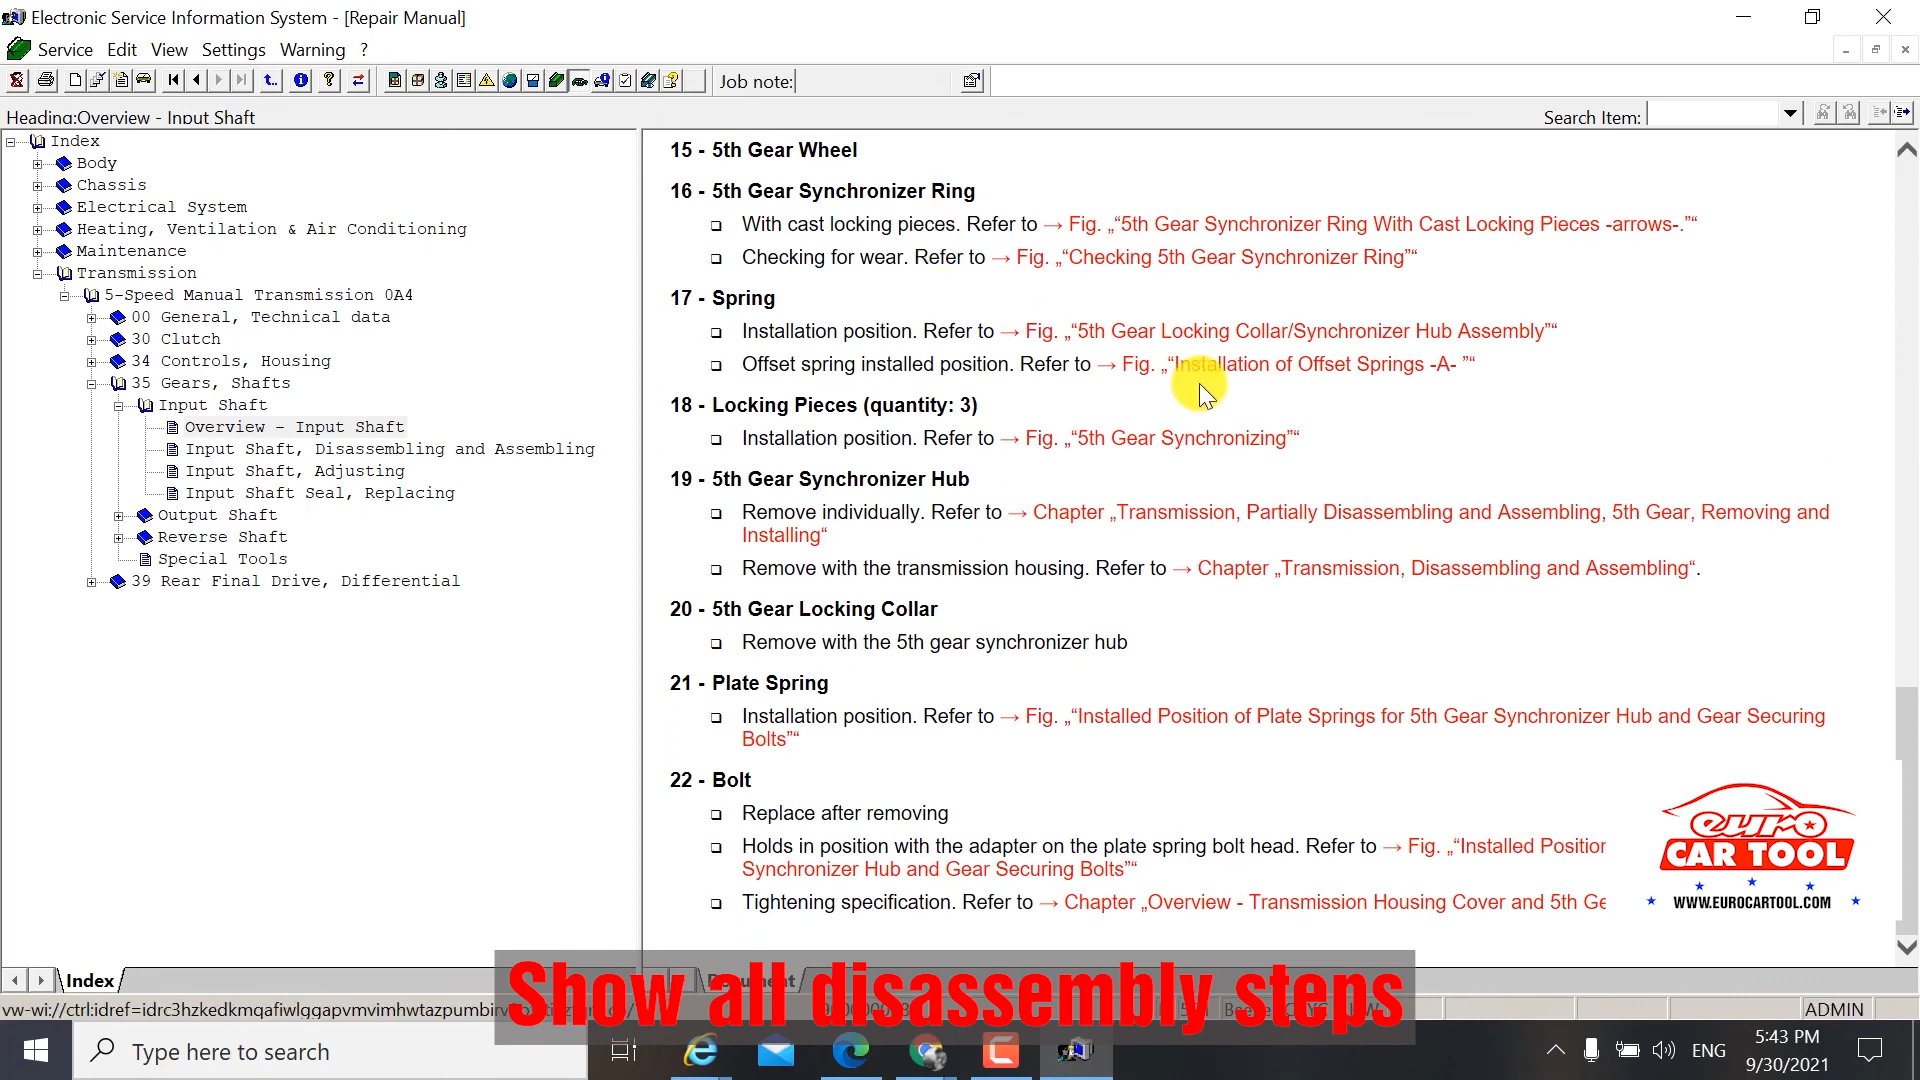 Electronic Service Information System - [Repair Manual]
Service Edit View Settings Warning ?
Job note:
Heading:Overview - Input Shaft
Search Item:
Index
Body
Chassis
Electrical System
Heating, Ventilation & Air Conditioning
Maintenance
Transmission
5-Speed Manual Transmission 0A4
00 General, Technical data
30 Clutch
34 Controls, Housing
35 Gears, Shafts
Input Shaft
Overview - Input Shaft
Input Shaft, Disassembling and Assembling
Input Shaft, Adjusting
Input Shaft Seal, Replacing
Output Shaft
Reverse Shaft
Special Tools
39 Rear Final Drive, Differential
15 - 5th Gear Wheel
16 - 5th Gear Synchronizer Ring
With cast locking pieces. Refer to → Fig. „“5th Gear Synchronizer Ring With Cast Locking Pieces -arrows-.”“
Checking for wear. Refer to → Fig. „“Checking 5th Gear Synchronizer Ring”“
17 - Spring
Installation position. Refer to → Fig. „“5th Gear Locking Collar/Synchronizer Hub Assembly”“
Offset spring installed position. Refer to → Fig. „“Installation of Offset Springs -A- ”“
18 - Locking Pieces (quantity: 3)
Installation position. Refer to → Fig. „“5th Gear Synchronizing”“
19 - 5th Gear Synchronizer Hub
Remove individually. Refer to → Chapter „Transmission, Partially Disassembling and Assembling, 5th Gear, Removing and
Installing“
Remove with the transmission housing. Refer to → Chapter „Transmission, Disassembling and Assembling“.
20 - 5th Gear Locking Collar
Remove with the 5th gear synchronizer hub
21 - Plate Spring
Installation position. Refer to → Fig. „“Installed Position of Plate Springs for 5th Gear Synchronizer Hub and Gear Securing
Bolts”“
22 - Bolt
Replace after removing
Holds in position with the adapter on the plate spring bolt head. Refer to → Fig. „“Installed Position
Synchronizer Hub and Gear Securing Bolts”“
Tightening specification. Refer to → Chapter „Overview - Transmission Housing Cover and 5th Ge
euro
CAR TOOL
WWW.EUROCARTOOL.COM
Index
Document
Show all disassembly steps
ADMIN
Type here to search
ENG
5:43 PM
9/30/2021